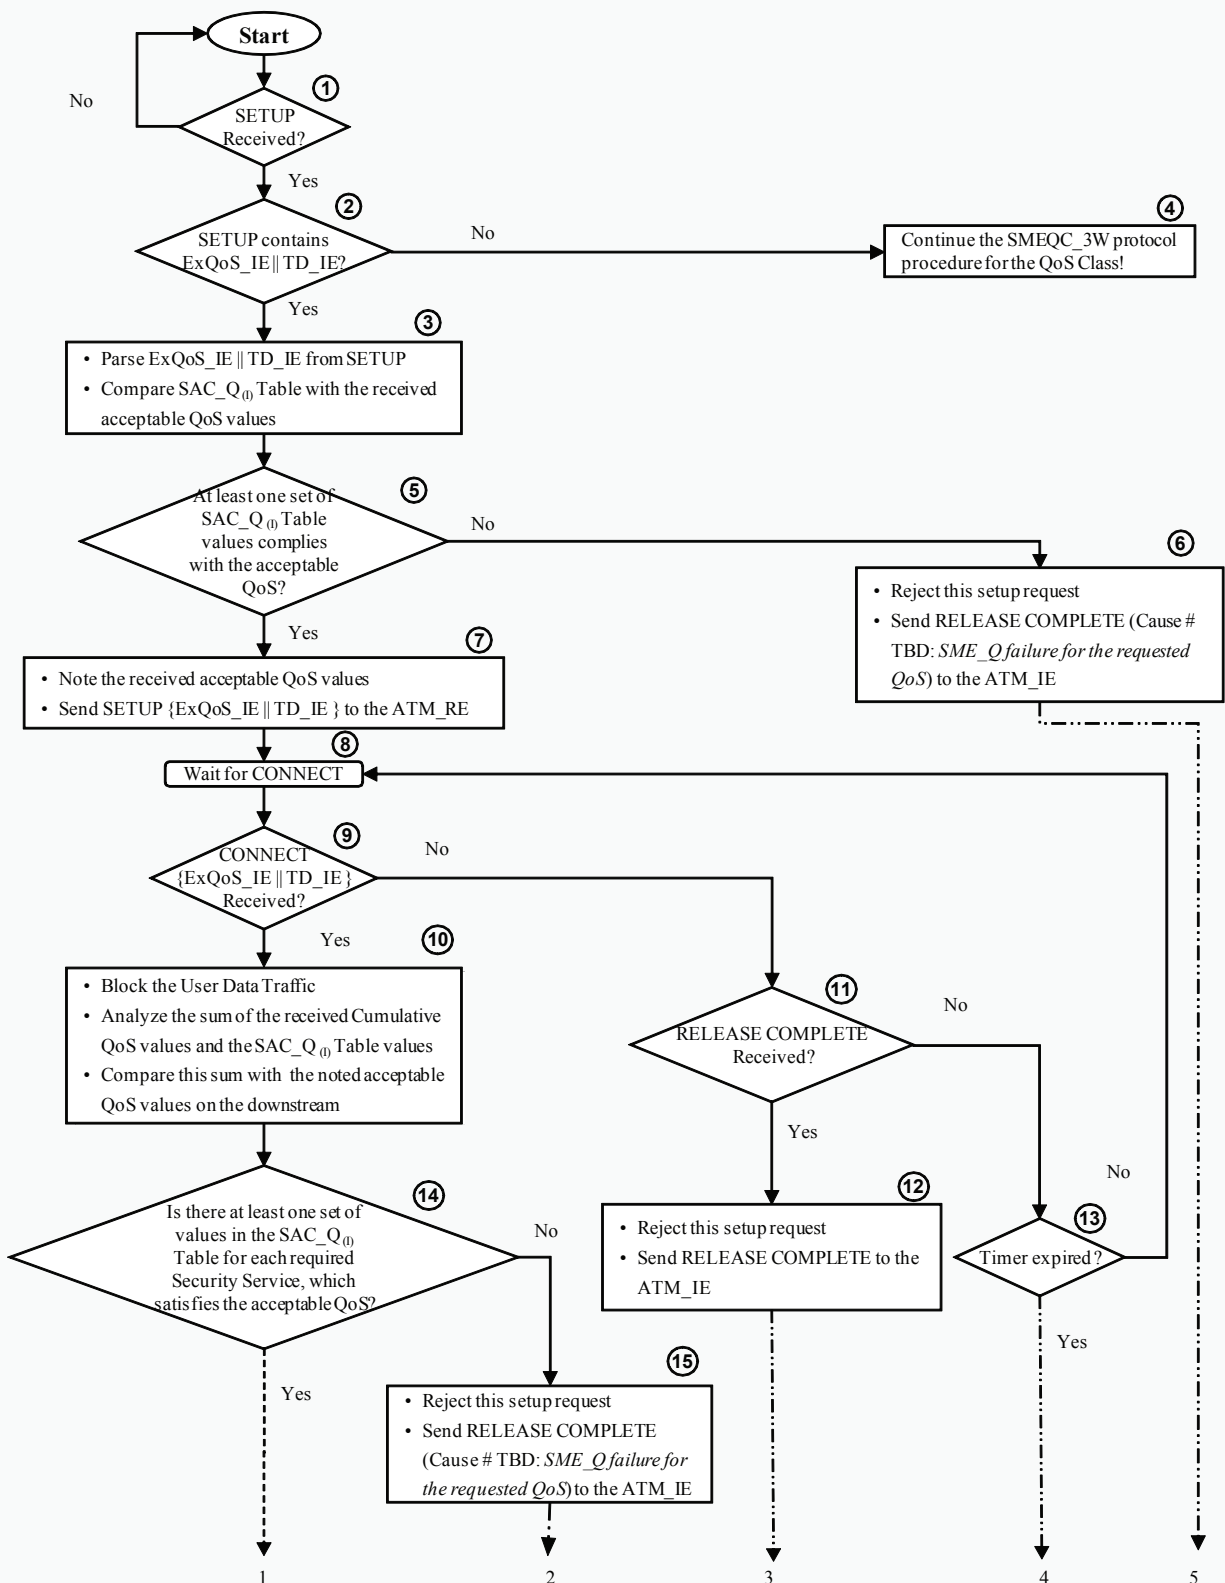 Start
1
No
SETUP
Received?
Yes
2
SETUP contains
ExQoS_IE || TD_IE?
No
4
Continue the SMEQC_3W protocol
procedure for the QoS Class!
Yes
3
• Parse ExQoS_IE || TD_IE from SETUP
• Compare SAC_Q (I) Table with the received
acceptable QoS values
5
At least one set of
SAC_Q (I) Table
values complies
with the acceptable
QoS?
No
6
• Reject this setup request
• Send RELEASE COMPLETE (Cause #
TBD: SME_Q failure for the requested
QoS) to the ATM_IE
Yes
7
• Note the received acceptable QoS values
• Send SETUP {ExQoS_IE || TD_IE } to the ATM_RE
8
Wait for CONNECT
9
CONNECT
{ExQoS_IE || TD_IE}
Received?
No
Yes
10
• Block the User Data Traffic
• Analyze the sum of the received Cumulative
QoS values and the SAC_Q (I) Table values
• Compare this sum with the noted acceptable
QoS values on the downstream
11
RELEASE COMPLETE
Received?
No
Yes
12
• Reject this setup request
• Send RELEASE COMPLETE to the
ATM_IE
No
13
Timer expired ?
Yes
14
Is there at least one set of
values in the SAC_Q (I)
Table for each required
Security Service, which
satisfies the acceptable QoS?
No
Yes
15
• Reject this setup request
• Send RELEASE COMPLETE
(Cause # TBD: SME_Q failure for
the requested QoS) to the ATM_IE
1
2
3
4
5